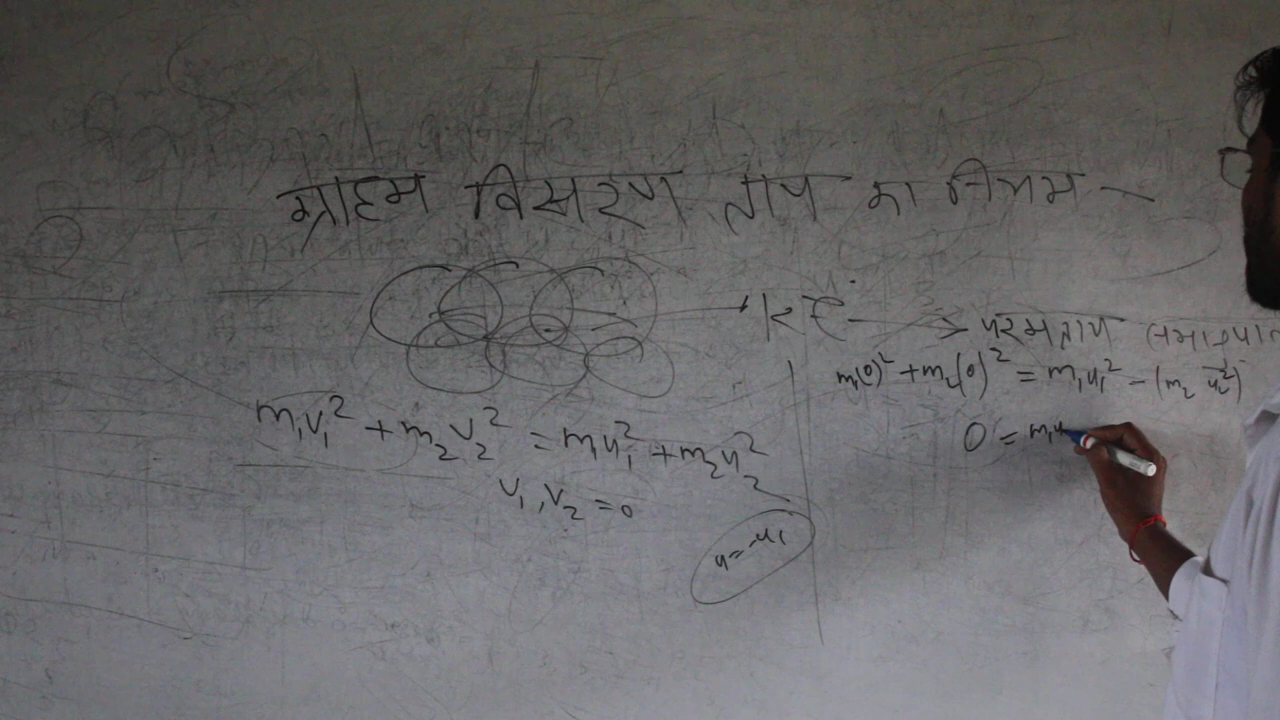 ग्राहम विसरण ताप का नियम -
परमताप
m₁(0)² + m₂(0)² = m₁u₁² - (m₂ u₂²)
0 = m₁u
m₁v₁² + m₂v₂² = m₁u₁² + m₂u₂²
v₁, v₂ = 0
u = -u₁